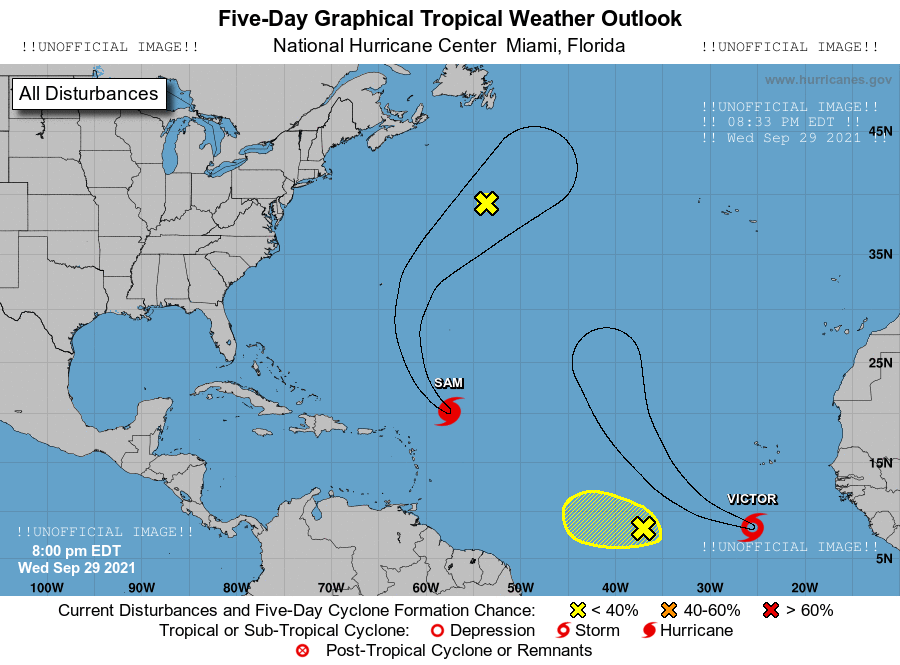 Five-Day Graphical Tropical Weather Outlook
!!UNOFFICIAL IMAGE!! National Hurricane Center Miami, Florida !!UNOFFICIAL IMAGE!!
www.hurricanes.gov
All Disturbances
!!UNOFFICIAL IMAGE!!
!! 08:33 PM EDT !!
!! Wed Sep 29 2021 !!
45N
35N
25N
SAM
15N
VICTOR
!!UNOFFICIAL IMAGE!!
!!UNOFFICIAL IMAGE!!
8:00 pm EDT
5N
Wed Sep 29 2021
100W 90W 80W 70W 60W 50W 40W 30W 20W
Current Disturbances and Five-Day Cyclone Formation Chance: < 40% 40-60% > 60%
Tropical or Sub-Tropical Cyclone: Depression Storm Hurricane
Post-Tropical Cyclone or Remnants